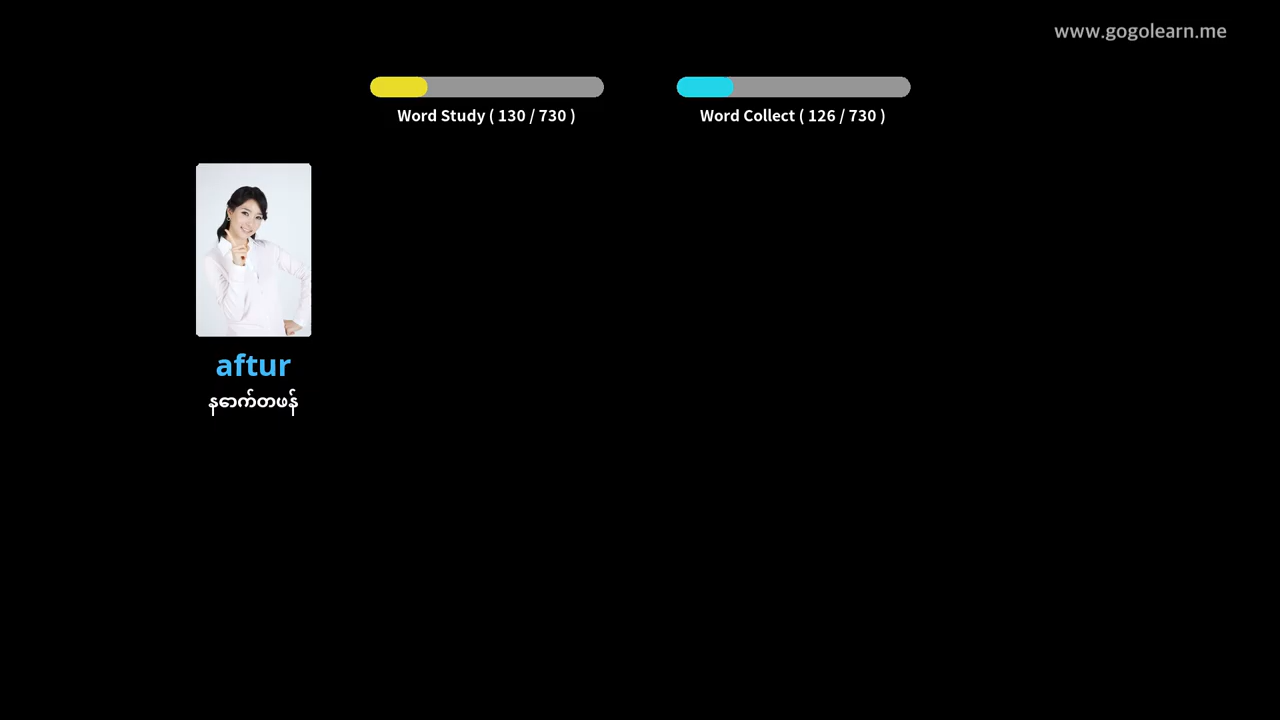 www.gogolearn.me
Word Study ( 130 / 730 )
Word Collect ( 126 / 730 )
aftur
နောက်တဖန်